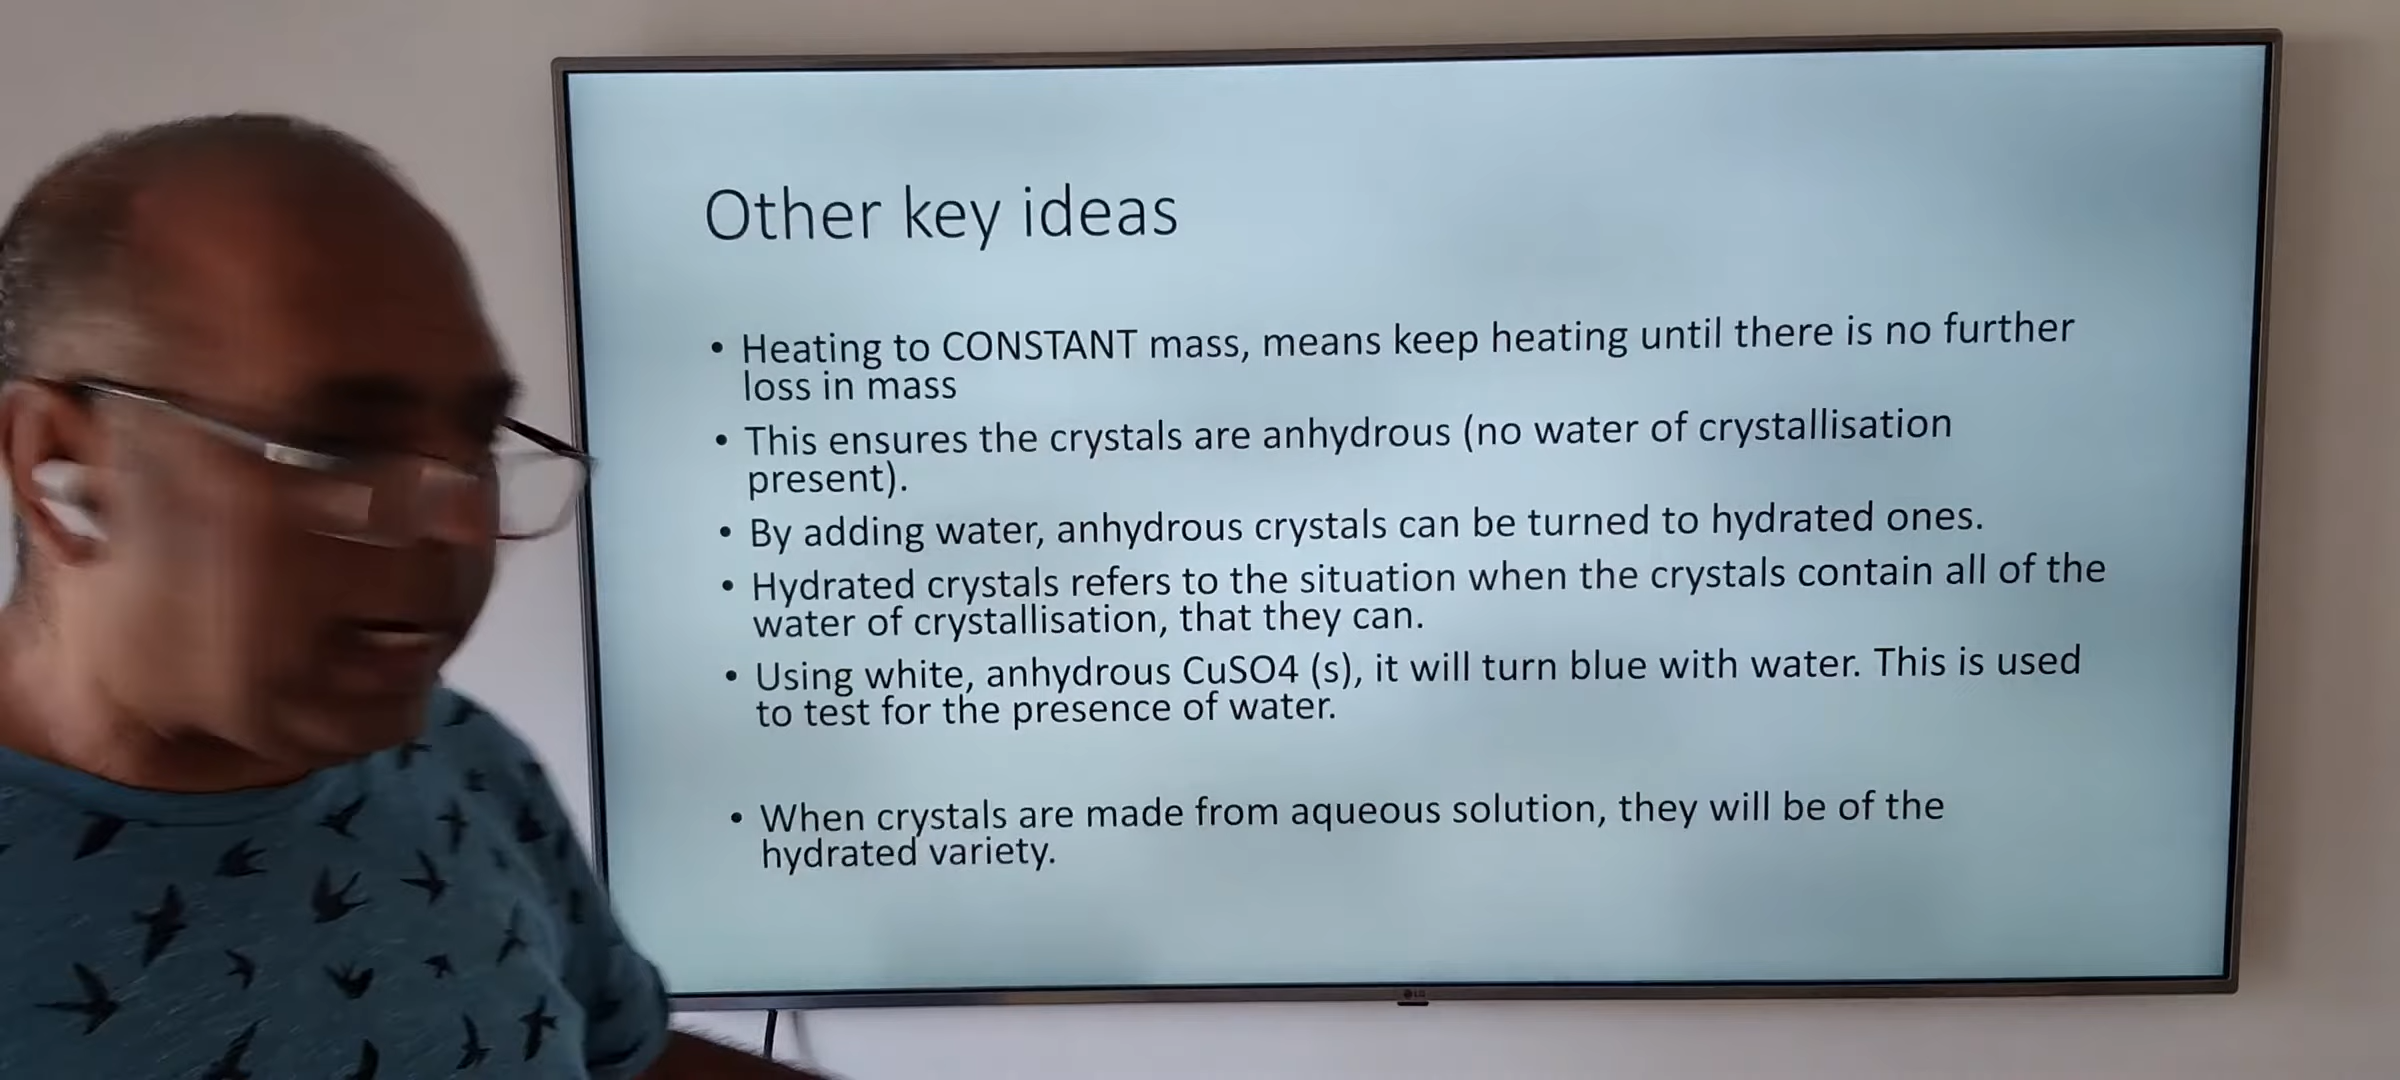 Other key ideas
• Heating to CONSTANT mass, means keep heating until there is no further
loss in mass
• This ensures the crystals are anhydrous (no water of crystallisation
present).
• By adding water, anhydrous crystals can be turned to hydrated ones.
• Hydrated crystals refers to the situation when the crystals contain all of the
water of crystallisation, that they can.
• Using white, anhydrous CuSO4 (s), it will turn blue with water. This is used
to test for the presence of water.
• When crystals are made from aqueous solution, they will be of the
hydrated variety.
LG